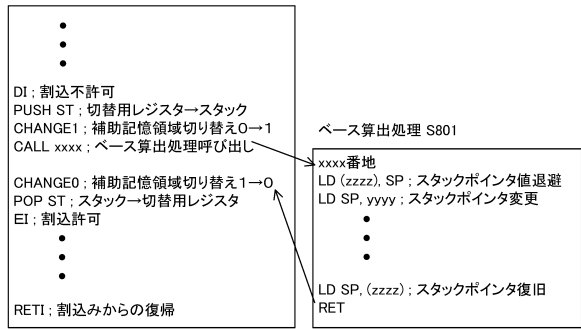 DI ; 割込不許可
PUSH ST ; 切替用レジスタ→スタック
CHANGE1 ; 補助記憶領域切り替え0→1
CALL xxxx ; ベース算出処理呼び出し
CHANGE0 ; 補助記憶領域切り替え1→0
POP ST ; スタック→切替用レジスタ
EI ; 割込許可
RETI ; 割込みからの復帰
ベース算出処理 S801
xxxx番地
LD (zzzz), SP ; スタックポインタ値退避
LD SP, yyyy ; スタックポインタ変更
LD SP, (zzzz) ; スタックポインタ復旧
RET